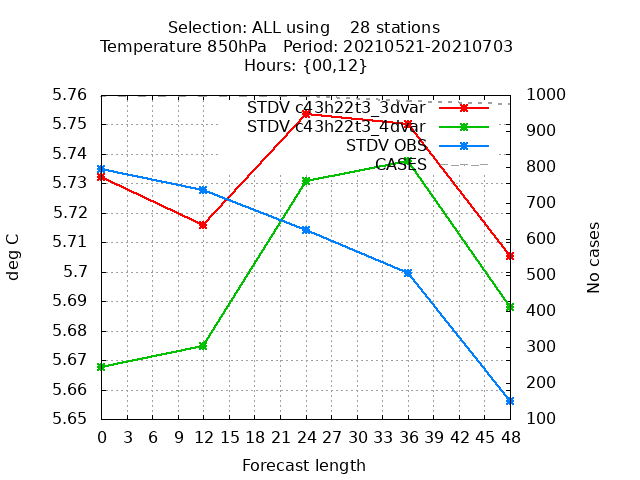 Selection: ALL using    28 stations
Temperature 850hPa   Period: 20210521-20210703
Hours: {00,12}
STDV c43h22t3_3dvar
STDV c43h22t3_4dvar
STDV OBS
CASES
5.76
5.75
5.74
5.73
5.72
5.71
5.7
5.69
5.68
5.67
5.66
5.65
deg C
1000
900
800
700
600
500
400
300
200
100
No cases
0 3 6 9 12 15 18 21 24 27 30 33 36 39 42 45 48
Forecast length